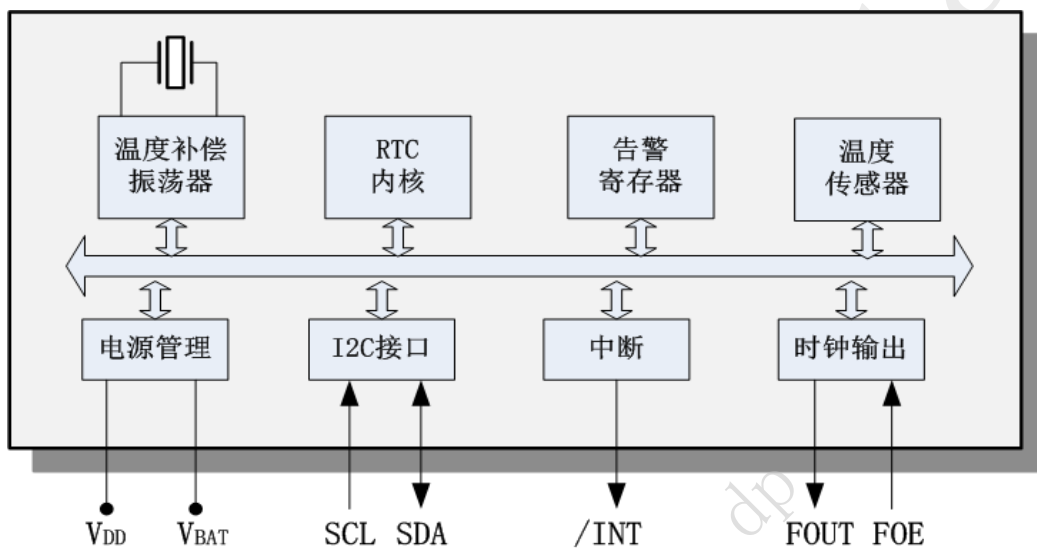 温度补偿
振荡器
RTC
内核
告警
寄存器
温度
传感器
电源管理
I2C接口
中断
时钟输出
VDD
VBAT
SCL
SDA
/INT
FOUT
FOE
dp